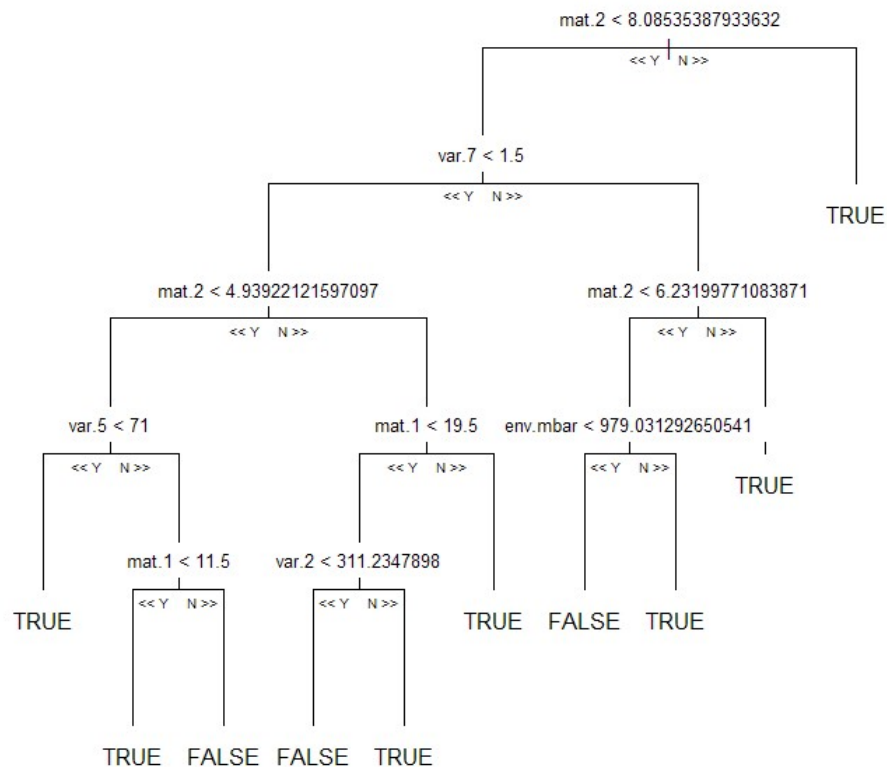 mat.2 < 8.08535387933632
<< Y N >>
var.7 < 1.5
<< Y N >>
TRUE
mat.2 < 4.93922121597097
mat.2 < 6.23199771083871
<< Y N >>
<< Y N >>
var.5 < 71
mat.1 < 19.5
env.mbar < 979.031292650541
<< Y N >>
<< Y N >>
<< Y N >>
TRUE
mat.1 < 11.5
var.2 < 311.2347898
<< Y N >>
<< Y N >>
TRUE
TRUE
FALSE
TRUE
TRUE
FALSE
FALSE
TRUE